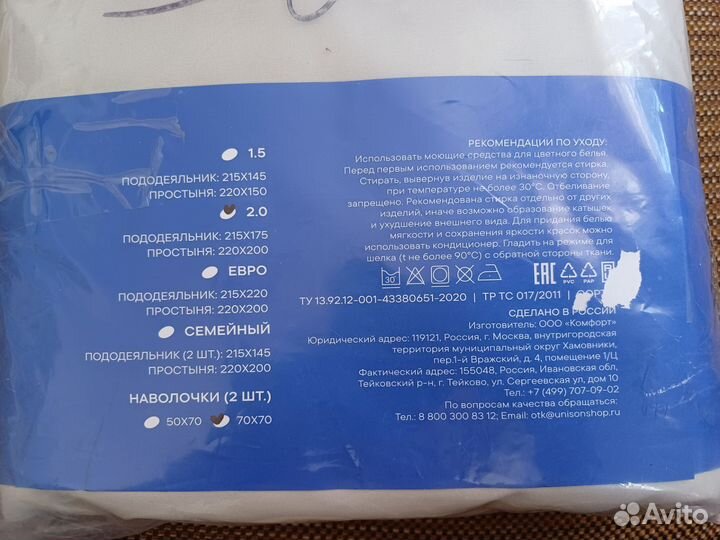 1.5
ПОДОДЕЯЛЬНИК: 215Х145
ПРОСТЫНЯ: 220Х150
2.0
ПОДОДЕЯЛЬНИК: 215Х175
ПРОСТЫНЯ: 220Х200
ЕВРО
ПОДОДЕЯЛЬНИК: 215Х220
ПРОСТЫНЯ: 220Х200
СЕМЕЙНЫЙ
ПОДОДЕЯЛЬНИК (2 ШТ.): 215Х145
ПРОСТЫНЯ: 220Х200
НАВОЛОЧКИ (2 ШТ.)
50Х70 70Х70
РЕКОМЕНДАЦИИ ПО УХОДУ:
Использовать моющие средства для цветного белья.
Перед первым использованием рекомендуется стирка.
Стирать, вывернув изделие на изнаночную сторону,
при температуре не более 30°С. Отбеливание
запрещено. Рекомендована стирка отдельно от других
изделий, иначе возможно образование катышек
и ухудшение внешнего вида. Для придания белью
мягкости и сохранения яркости красок можно
использовать кондиционер. Гладить на режиме для
шелка (t не более 90°С) с обратной стороны ткани.
30° EAC PVC PAP
ТУ 13.92.12-001-43380651-2020 | ТР ТС 017/2011 |
СДЕЛАНО В РОССИИ
Изготовитель: ООО «Комфорт»
Юридический адрес: 119121, Россия, г. Москва, внутригородская
территория муниципальный округ Хамовники,
пер.1-й Вражский, д. 4, помещение 1/Ц
Фактический адрес: 155048, Россия, Ивановская обл,
Тейковский р-н, г. Тейково, ул. Сергеевская ул, дом 10
Тел.: +7 (499) 707-09-02
По вопросам качества обращаться:
Тел.: 8 800 300 83 12; Email: otk@unisonshop.ru
Avito